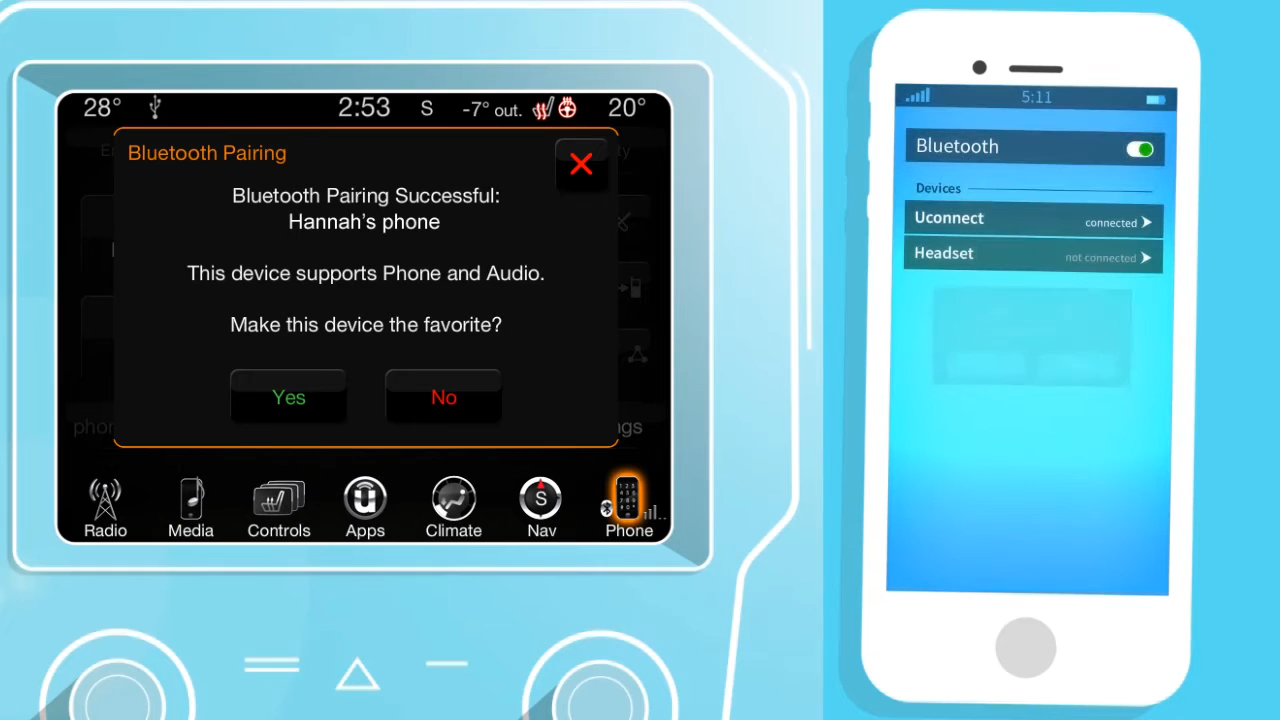 28° 2:53 S -7° out. 20°
Bluetooth Pairing
Bluetooth Pairing Successful:
Hannah's phone
This device supports Phone and Audio.
Make this device the favorite?
Yes No
Radio Media Controls Apps Climate S Nav Phone
5:11
Bluetooth
Devices
Uconnect connected
Headset not connected